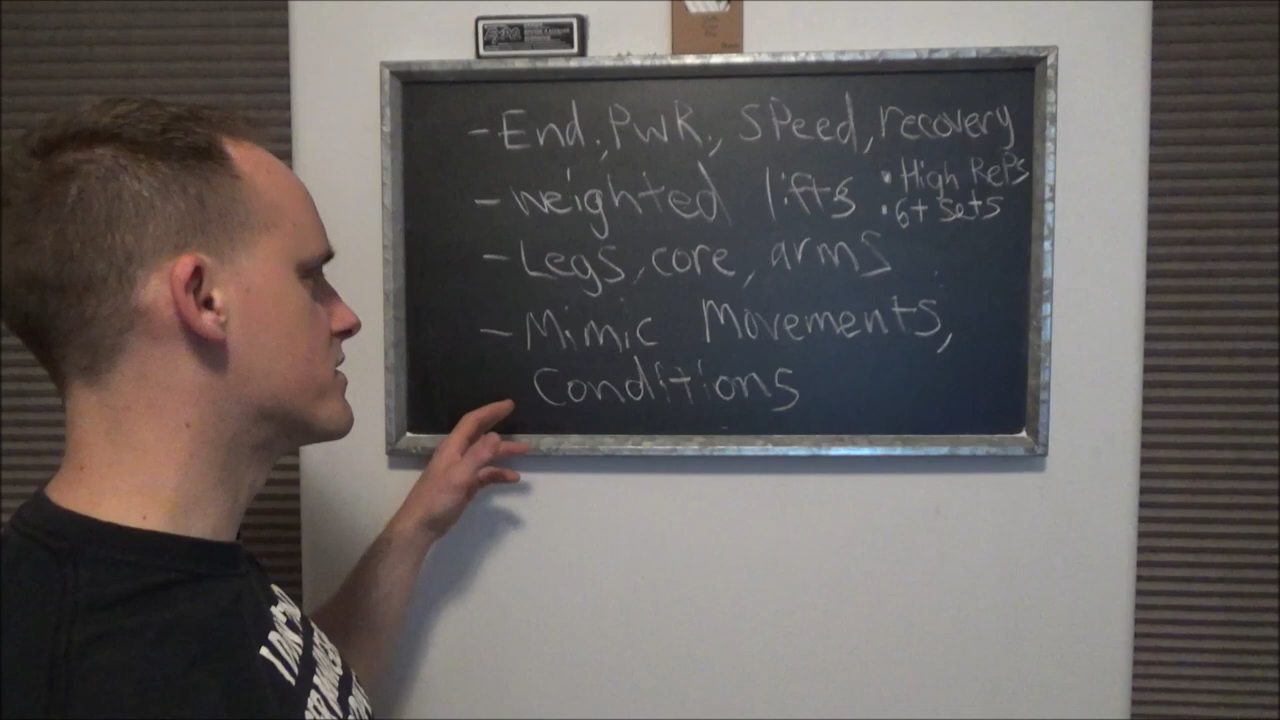 - End, PWR, SPeed, recovery
- weighted lifts • High RePs
• 6+ Sets
- Legs, core, arms
- Mimic Movements,
Conditions